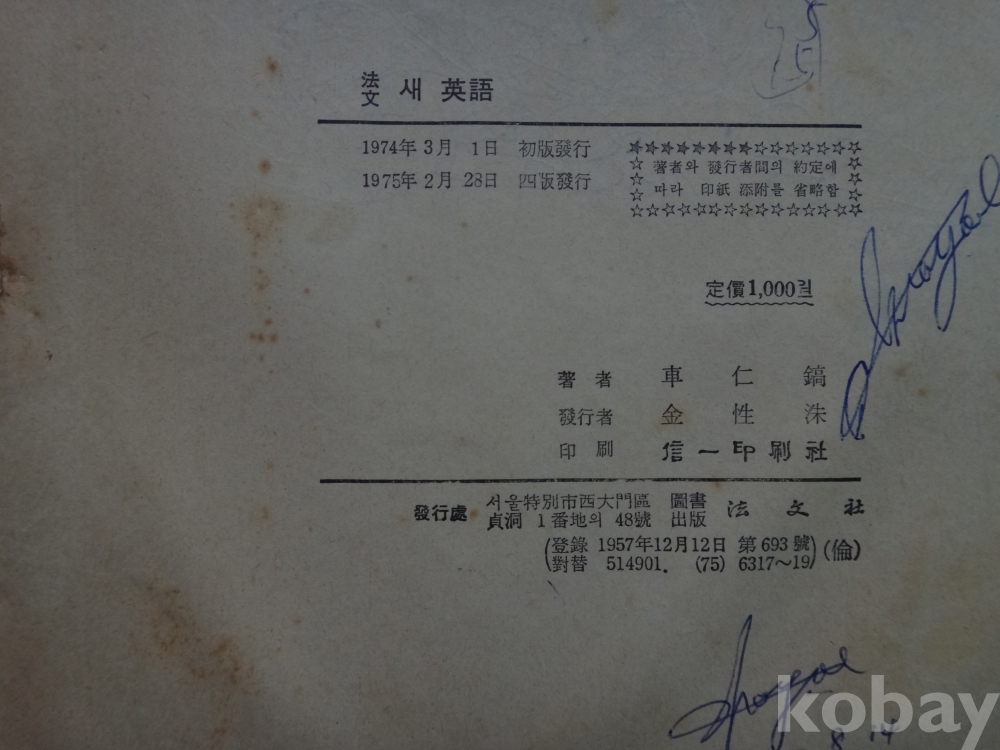 法文 새 英語
1974年 3月 1日 初版發行
1975年 2月 28日 四版發行
著者와 發行者間의 約定에
따라 印紙 添附를 省略함
定價 1,000원
著者 車仁鎬
發行者 金性洙
印刷 信一印刷社
發行處 서울特別市西大門區 圖書 法文社
貞洞 1番地의 48號 出版
(登錄 1957年12月12日 第693號) (倫)
對替 514901. (75) 6317~19
kobay